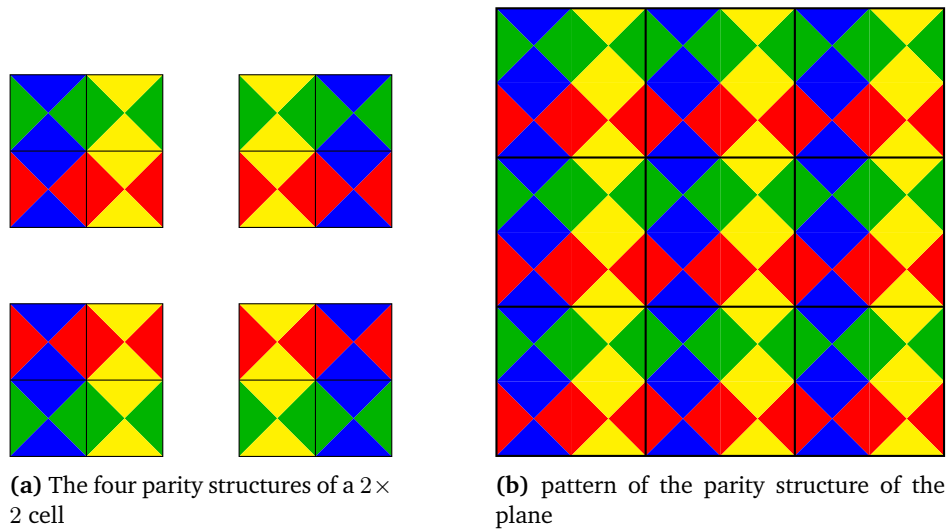 (a) The four parity structures of a 2×
2 cell
(b) pattern of the parity structure of the
plane